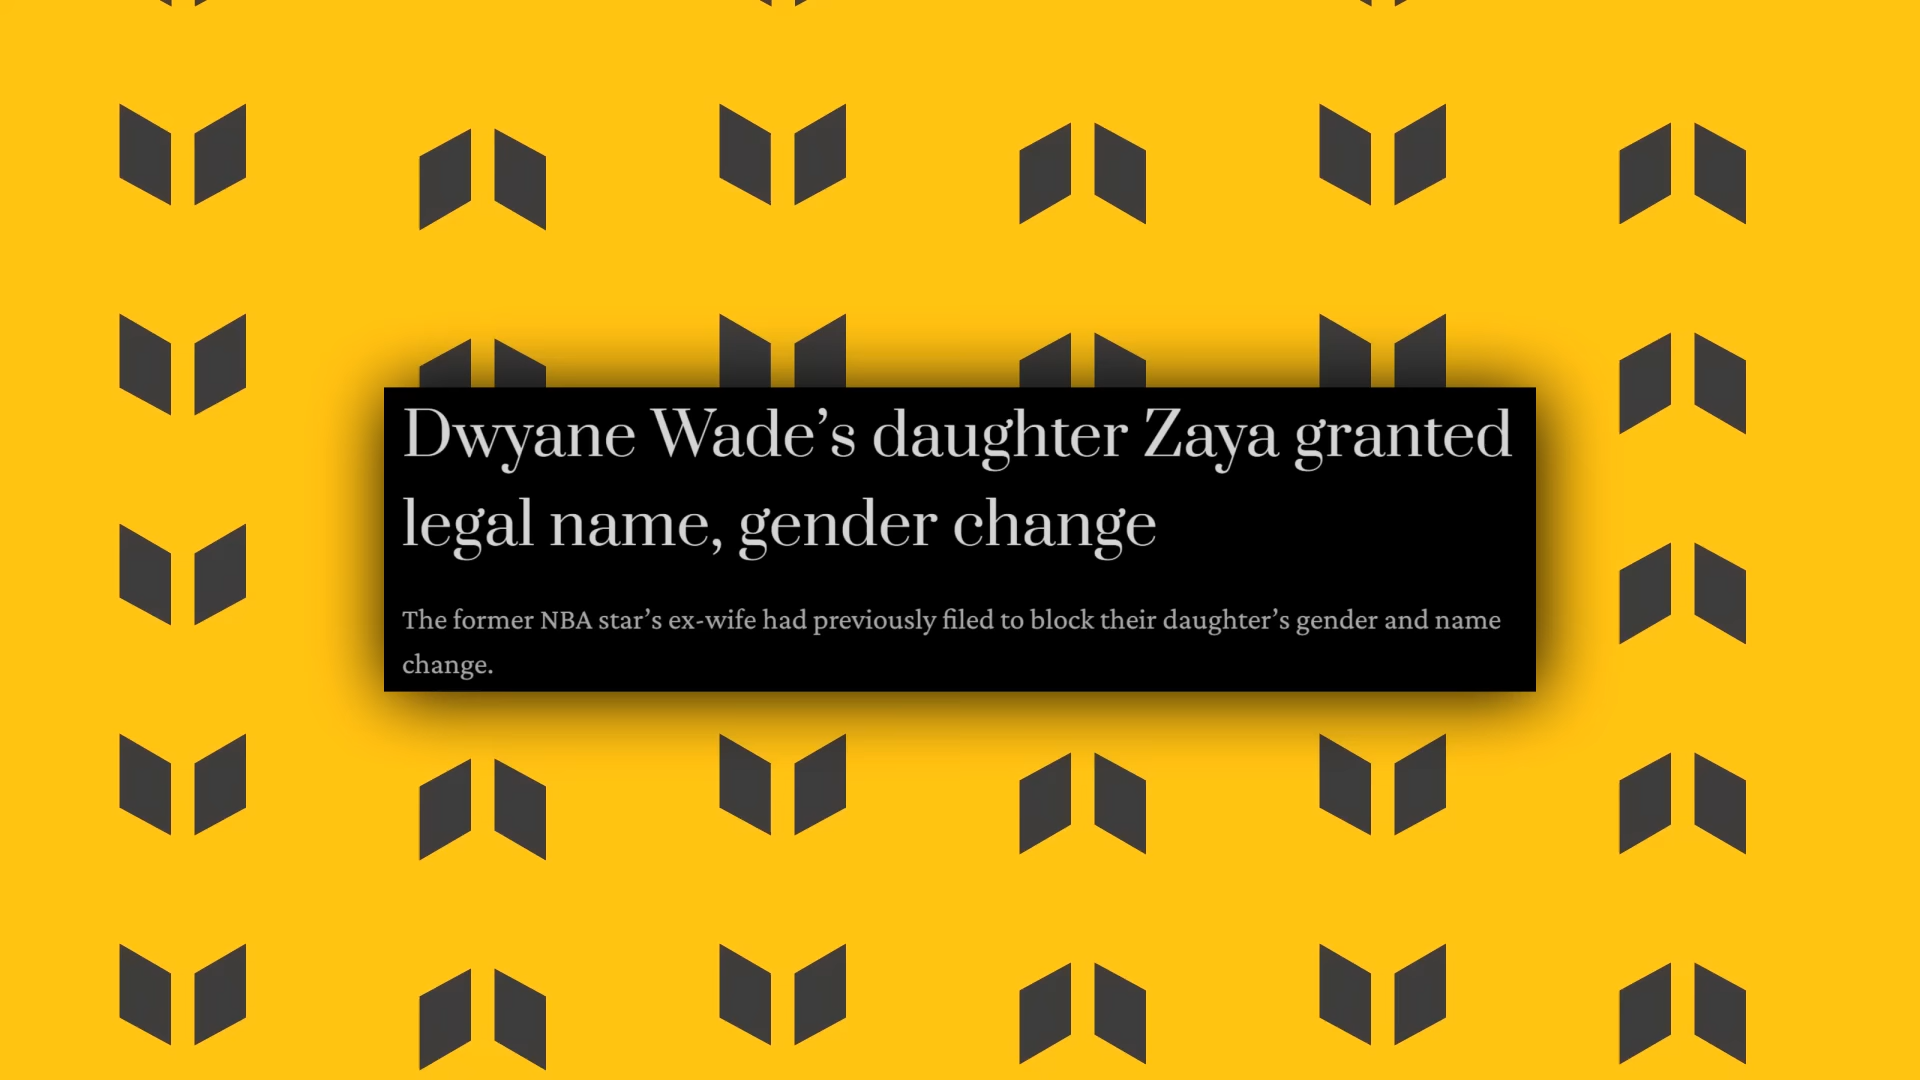 Dwyane Wade’s daughter Zaya granted
legal name, gender change
The former NBA star’s ex-wife had previously filed to block their daughter’s gender and name
change.